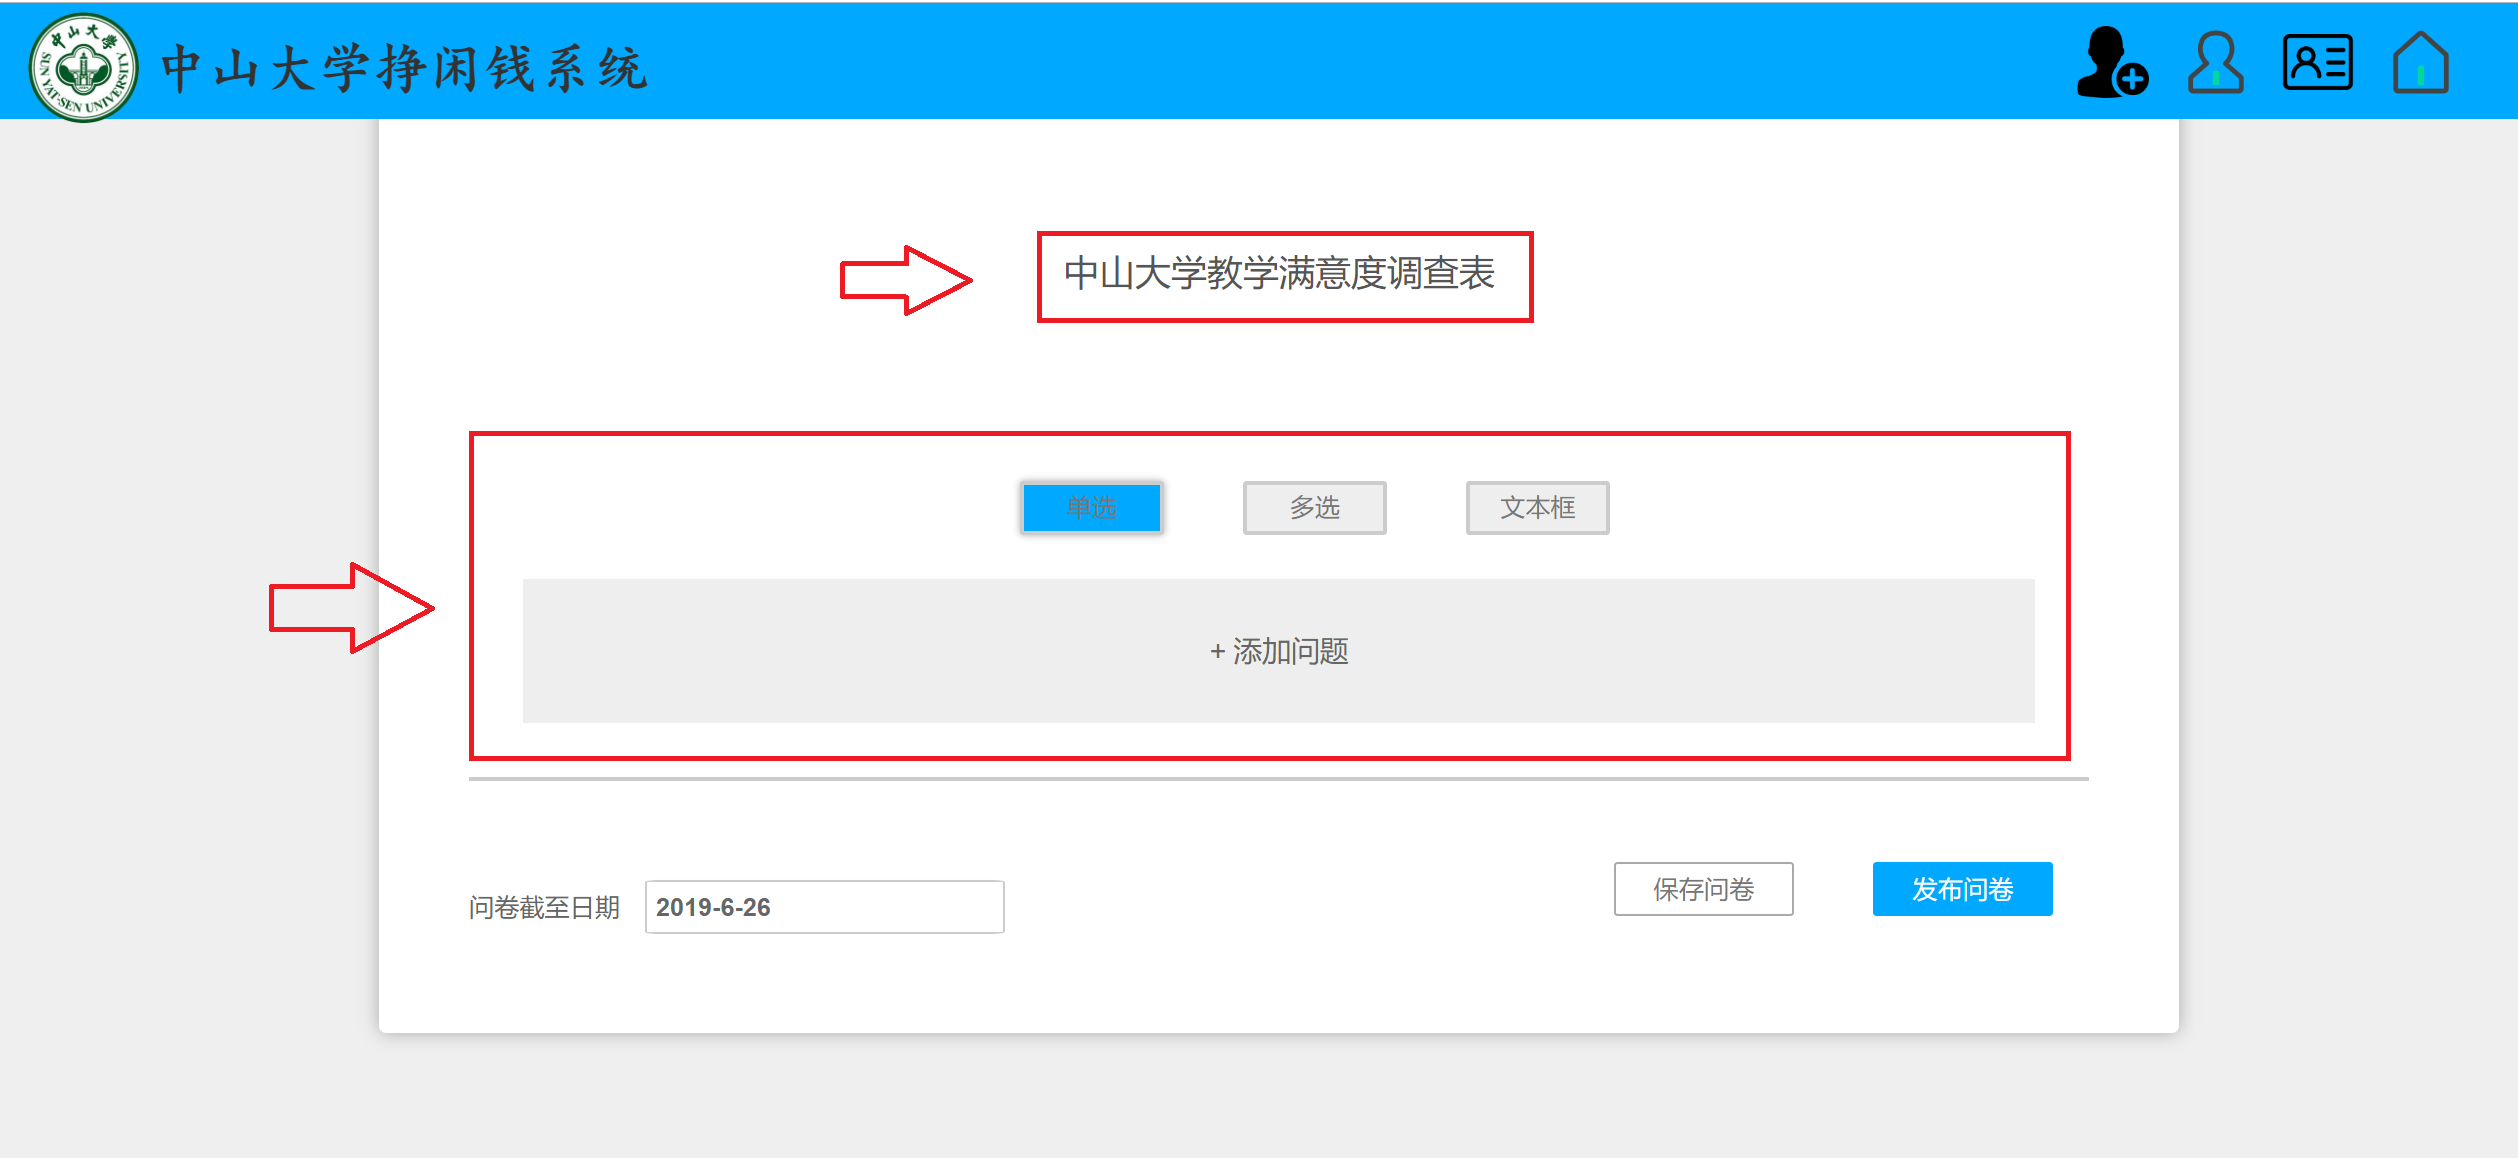 中山大学
SUN YAT-SEN UNIVERSITY
中山大学挣闲钱系统
中山大学教学满意度调查表
单选 多选 文本框
+ 添加问题
问卷截至日期 2019-6-26 保存问卷 发布问卷